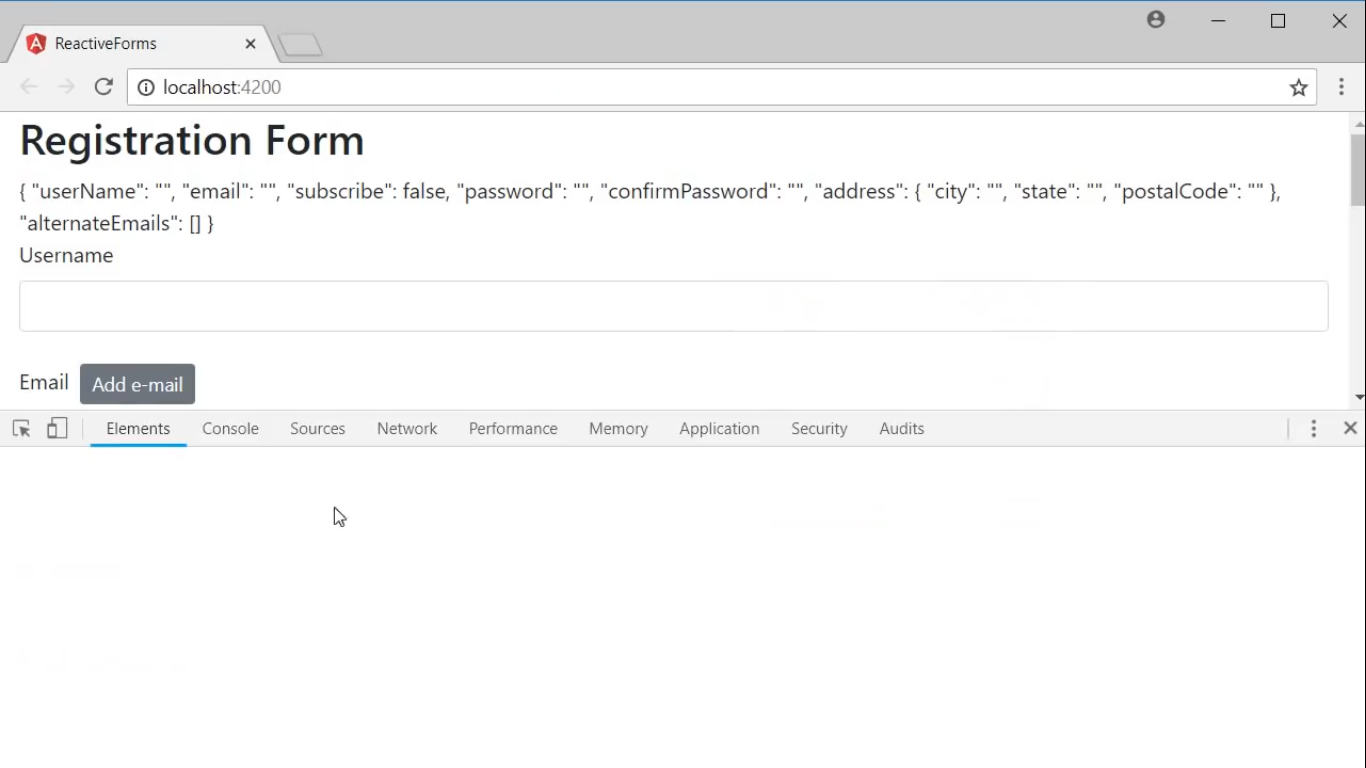 ReactiveForms
localhost:4200
Registration Form
{ "userName": "", "email": "", "subscribe": false, "password": "", "confirmPassword": "", "address": { "city": "", "state": "", "postalCode": "" },
"alternateEmails": [] }
Username
Email Add e-mail
Elements Console Sources Network Performance Memory Application Security Audits